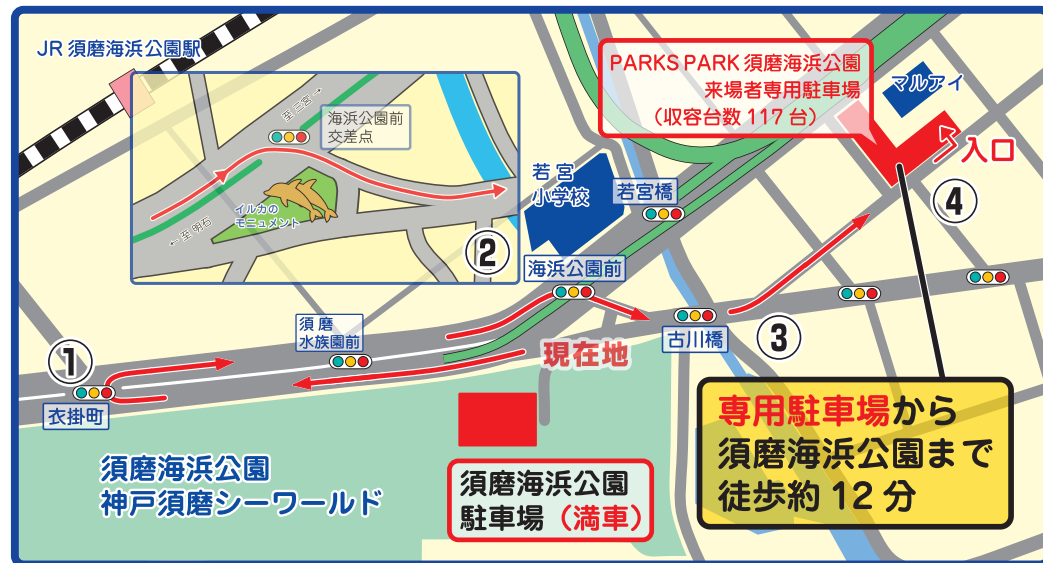 JR 須磨海浜公園駅
至 三宮 →
海浜公園前
交差点
イルカの
モニュメント
← 至 明石
②
PARKS PARK 須磨海浜公園
来場者専用駐車場
（収容台数 117 台）
マルアイ
入口
④
若宮
小学校
若宮橋
海浜公園前
須磨
水族園前
①
衣掛町
現在地
古川橋
③
須磨海浜公園
神戸須磨シーワールド
須磨海浜公園
駐車場（満車）
専用駐車場から
須磨海浜公園まで
徒歩約 12 分